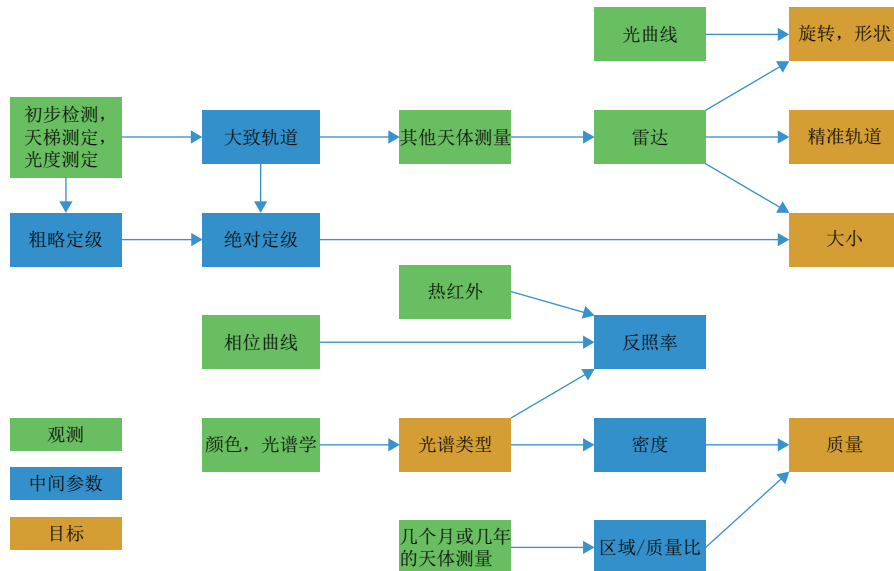 光曲线
旋转，形状
初步检测，
天梯测定，
光度测定
大致轨道
其他天体测量
雷达
精准轨道
粗略定级
绝对定级
大小
热红外
相位曲线
反照率
观测
颜色，光谱学
光谱类型
密度
质量
中间参数
目标
几个月或几年
的天体测量
区域/质量比